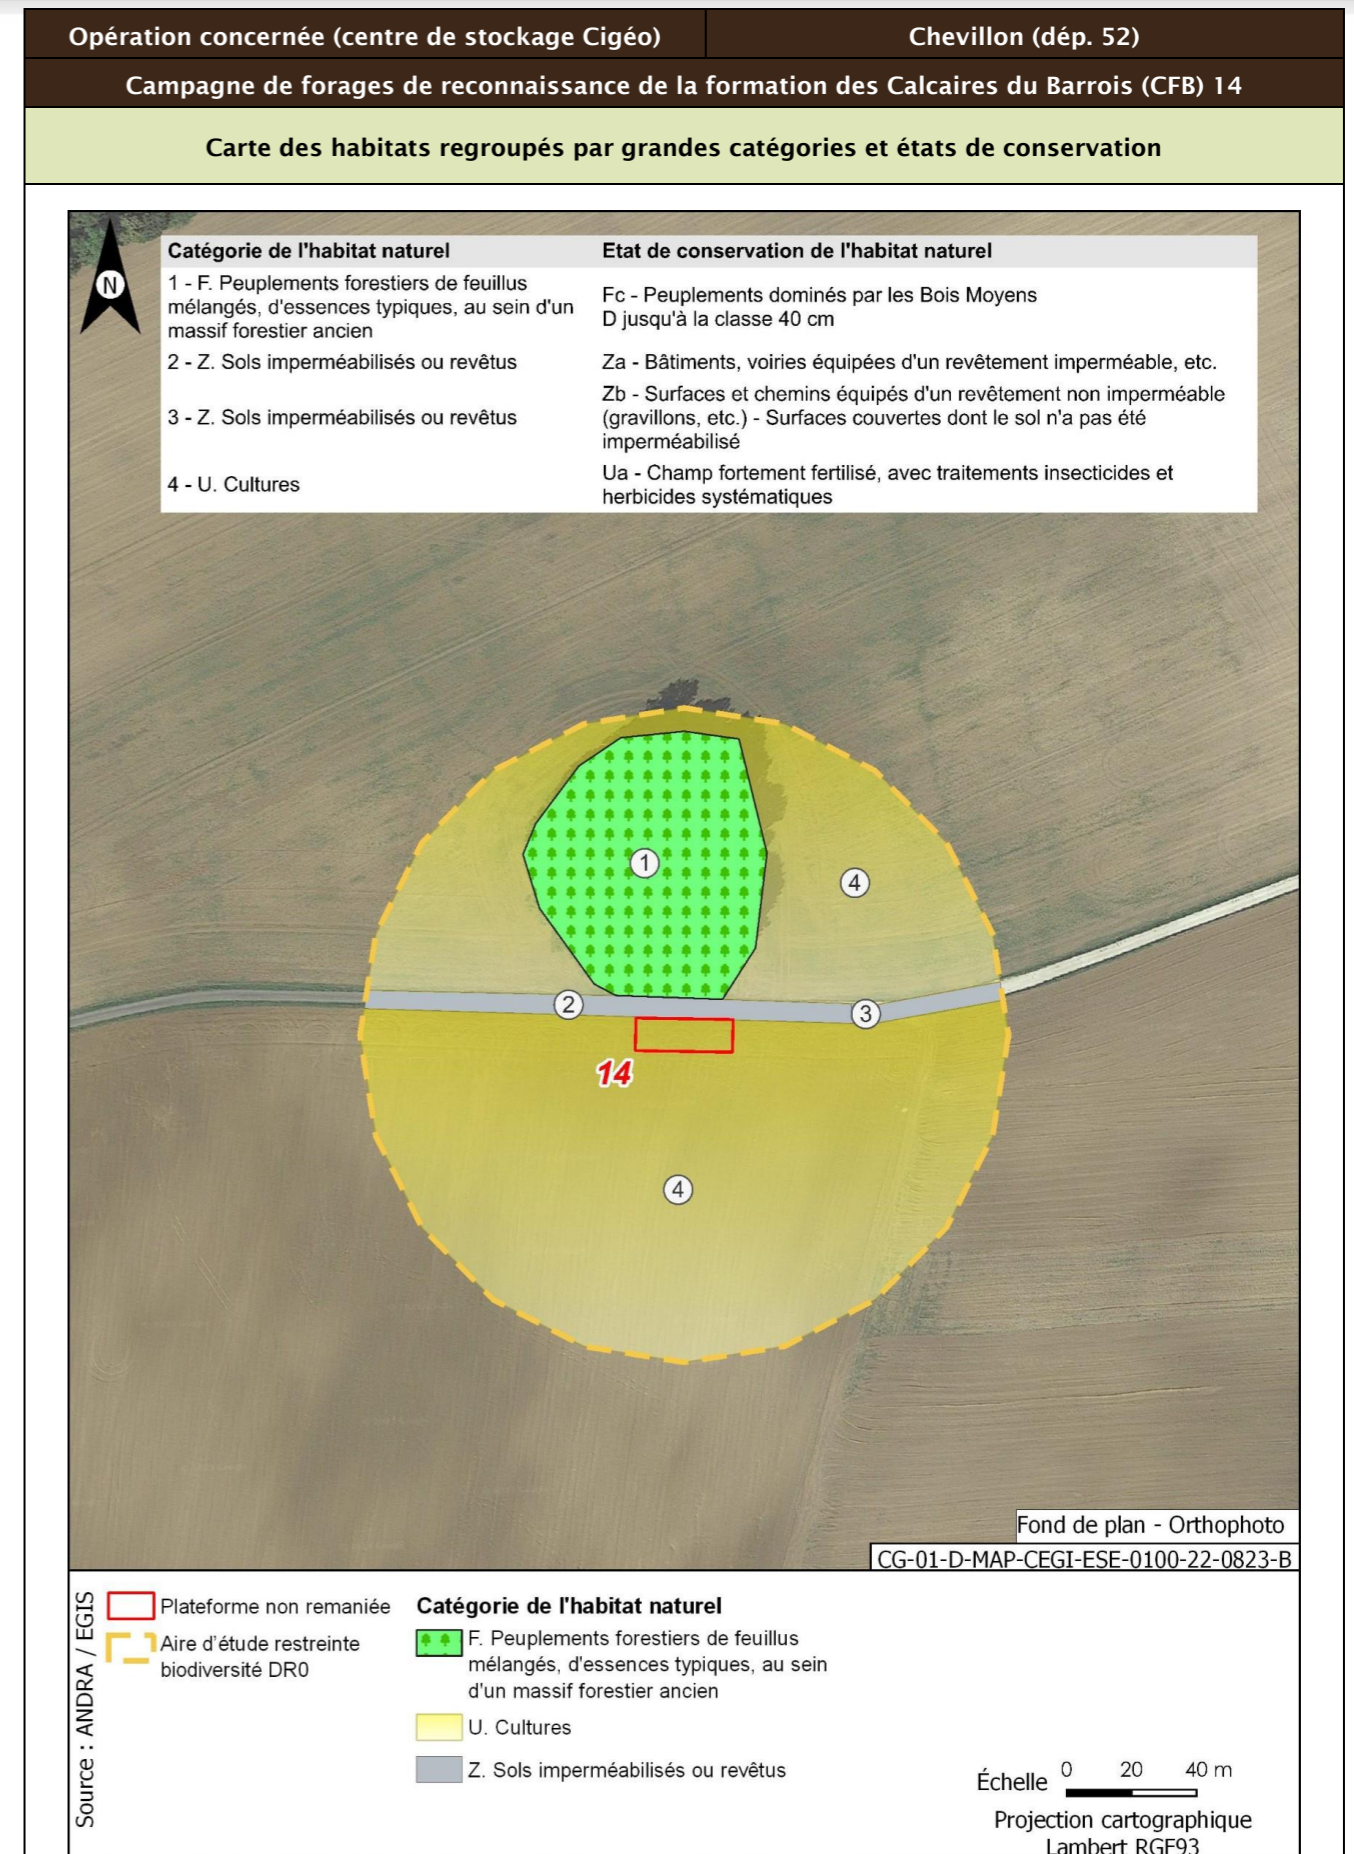 Opération concernée (centre de stockage Cigéo)
Chevillon (dép. 52)
Campagne de forages de reconnaissance de la formation des Calcaires du Barrois (CFB) 14
Carte des habitats regroupés par grandes catégories et états de conservation
N
Catégorie de l'habitat naturel
Etat de conservation de l'habitat naturel
1 - F. Peuplements forestiers de feuillus
mélangés, d'essences typiques, au sein d'un
massif forestier ancien
Fc - Peuplements dominés par les Bois Moyens
D jusqu'à la classe 40 cm
2 - Z. Sols imperméabilisés ou revêtus
Za - Bâtiments, voiries équipées d'un revêtement imperméable, etc.
3 - Z. Sols imperméabilisés ou revêtus
Zb - Surfaces et chemins équipés d'un revêtement non imperméable
(gravillons, etc.) - Surfaces couvertes dont le sol n'a pas été
imperméabilisé
4 - U. Cultures
Ua - Champ fortement fertilisé, avec traitements insecticides et
herbicides systématiques
1
4
2
3
14
4
Fond de plan - Orthophoto
CG-01-D-MAP-CEGI-ESE-0100-22-0823-B
Source : ANDRA / EGIS
Plateforme non remaniée
Aire d'étude restreinte
biodiversité DR0
Catégorie de l'habitat naturel
F. Peuplements forestiers de feuillus
mélangés, d'essences typiques, au sein
d'un massif forestier ancien
U. Cultures
Z. Sols imperméabilisés ou revêtus
Échelle
0 20 40 m
Projection cartographique
Lambert RGF93